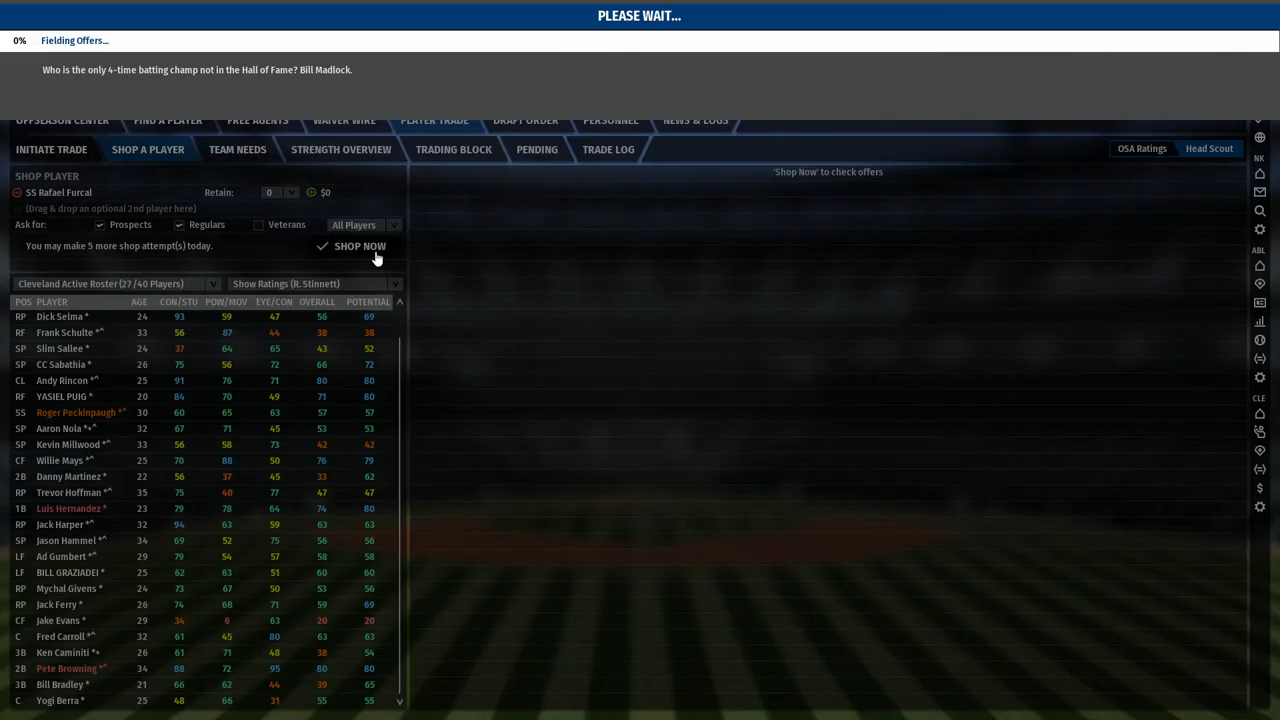 PLEASE WAIT...
0% Fielding Offers...
Who is the only 4-time batting champ not in the Hall of Fame? Bill Madlock.
OFFSEASON CENTER FIND A PLAYER FREE AGENTS WAIVER WIRE PLAYER TRADE DRAFT ORDER PERSONNEL NEWS & LOGS
INITIATE TRADE SHOP A PLAYER TEAM NEEDS STRENGTH OVERVIEW TRADING BLOCK PENDING TRADE LOG OSA Ratings Head Scout
SHOP PLAYER 'Shop Now' to check offers
SS Rafael Furcal Retain: 0 $0
(Drag & drop an optional 2nd player here)
Ask for: Prospects Regulars Veterans All Players
You may make 5 more shop attempt(s) today. SHOP NOW
Cleveland Active Roster (27/40 Players) Show Ratings (R. Stinnett)
POS PLAYER AGE CON/STU POW/MOV EYE/CON OVERALL POTENTIAL
RP Dick Selma * 24 93 59 47 56 69
RF Frank Schulte *^ 33 56 87 44 38 38
SP Slim Sallee * 24 37 64 65 43 52
SP CC Sabathia * 26 75 56 72 66 72
CL Andy Rincon *^ 25 91 76 71 80 80
RF YASIEL PUIG * 20 84 70 49 71 80
SS Roger Peckinpaugh *^ 30 60 65 63 57 57
SP Aaron Nola *+^ 32 67 71 45 53 53
SP Kevin Millwood *^ 33 56 58 73 42 42
CF Willie Mays *^ 25 70 88 50 76 79
2B Danny Martinez * 22 56 37 45 33 62
RP Trevor Hoffman *^ 35 75 40 77 47 47
1B Luis Hernandez * 23 79 78 64 74 80
RP Jack Harper *^ 32 94 63 59 63 63
SP Jason Hammel *^ 34 69 52 75 56 56
LF Ad Gumbert *^ 29 79 54 57 58 58
LF BILL GRAZIADEI * 25 62 63 51 60 60
RP Mychal Givens * 24 73 67 50 53 56
RP Jack Ferry * 26 74 68 71 59 69
CF Jake Evans * 29 34 6 63 20 20
C Fred Carroll *^ 32 61 45 80 63 63
3B Ken Caminiti *+ 26 61 71 48 38 54
2B Pete Browning *^ 34 88 72 95 80 80
3B Bill Bradley * 21 66 62 44 39 65
C Yogi Berra * 25 48 66 31 55 55
NK
ABL
CLE
$